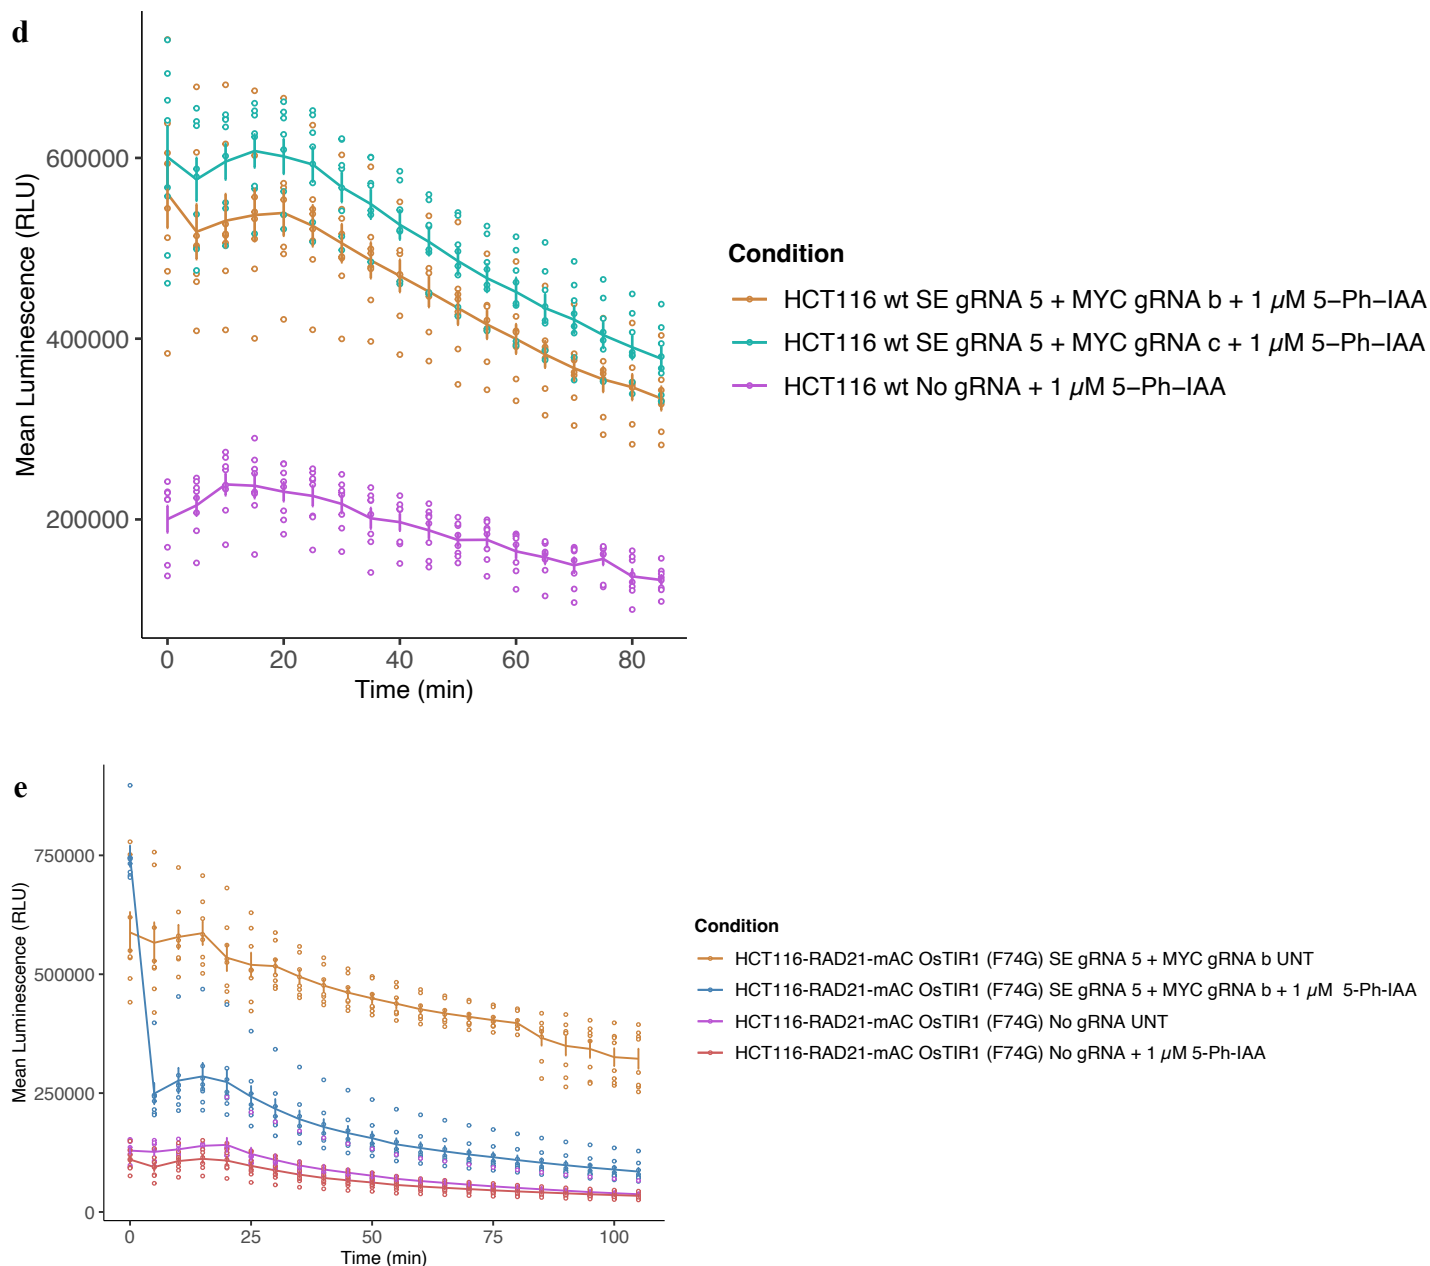 d
Mean Luminescence (RLU)
600000
400000
200000
0 20 40 60 80
Time (min)
Condition
HCT116 wt SE gRNA 5 + MYC gRNA b + 1 µM 5−Ph−IAA
HCT116 wt SE gRNA 5 + MYC gRNA c + 1 µM 5−Ph−IAA
HCT116 wt No gRNA + 1 µM 5−Ph−IAA
e
Mean Luminescence (RLU)
750000
500000
250000
0
0 25 50 75 100
Time (min)
Condition
HCT116-RAD21-mAC OsTIR1 (F74G) SE gRNA 5 + MYC gRNA b UNT
HCT116-RAD21-mAC OsTIR1 (F74G) SE gRNA 5 + MYC gRNA b + 1 µM 5-Ph-IAA
HCT116-RAD21-mAC OsTIR1 (F74G) No gRNA UNT
HCT116-RAD21-mAC OsTIR1 (F74G) No gRNA + 1 µM 5-Ph-IAA